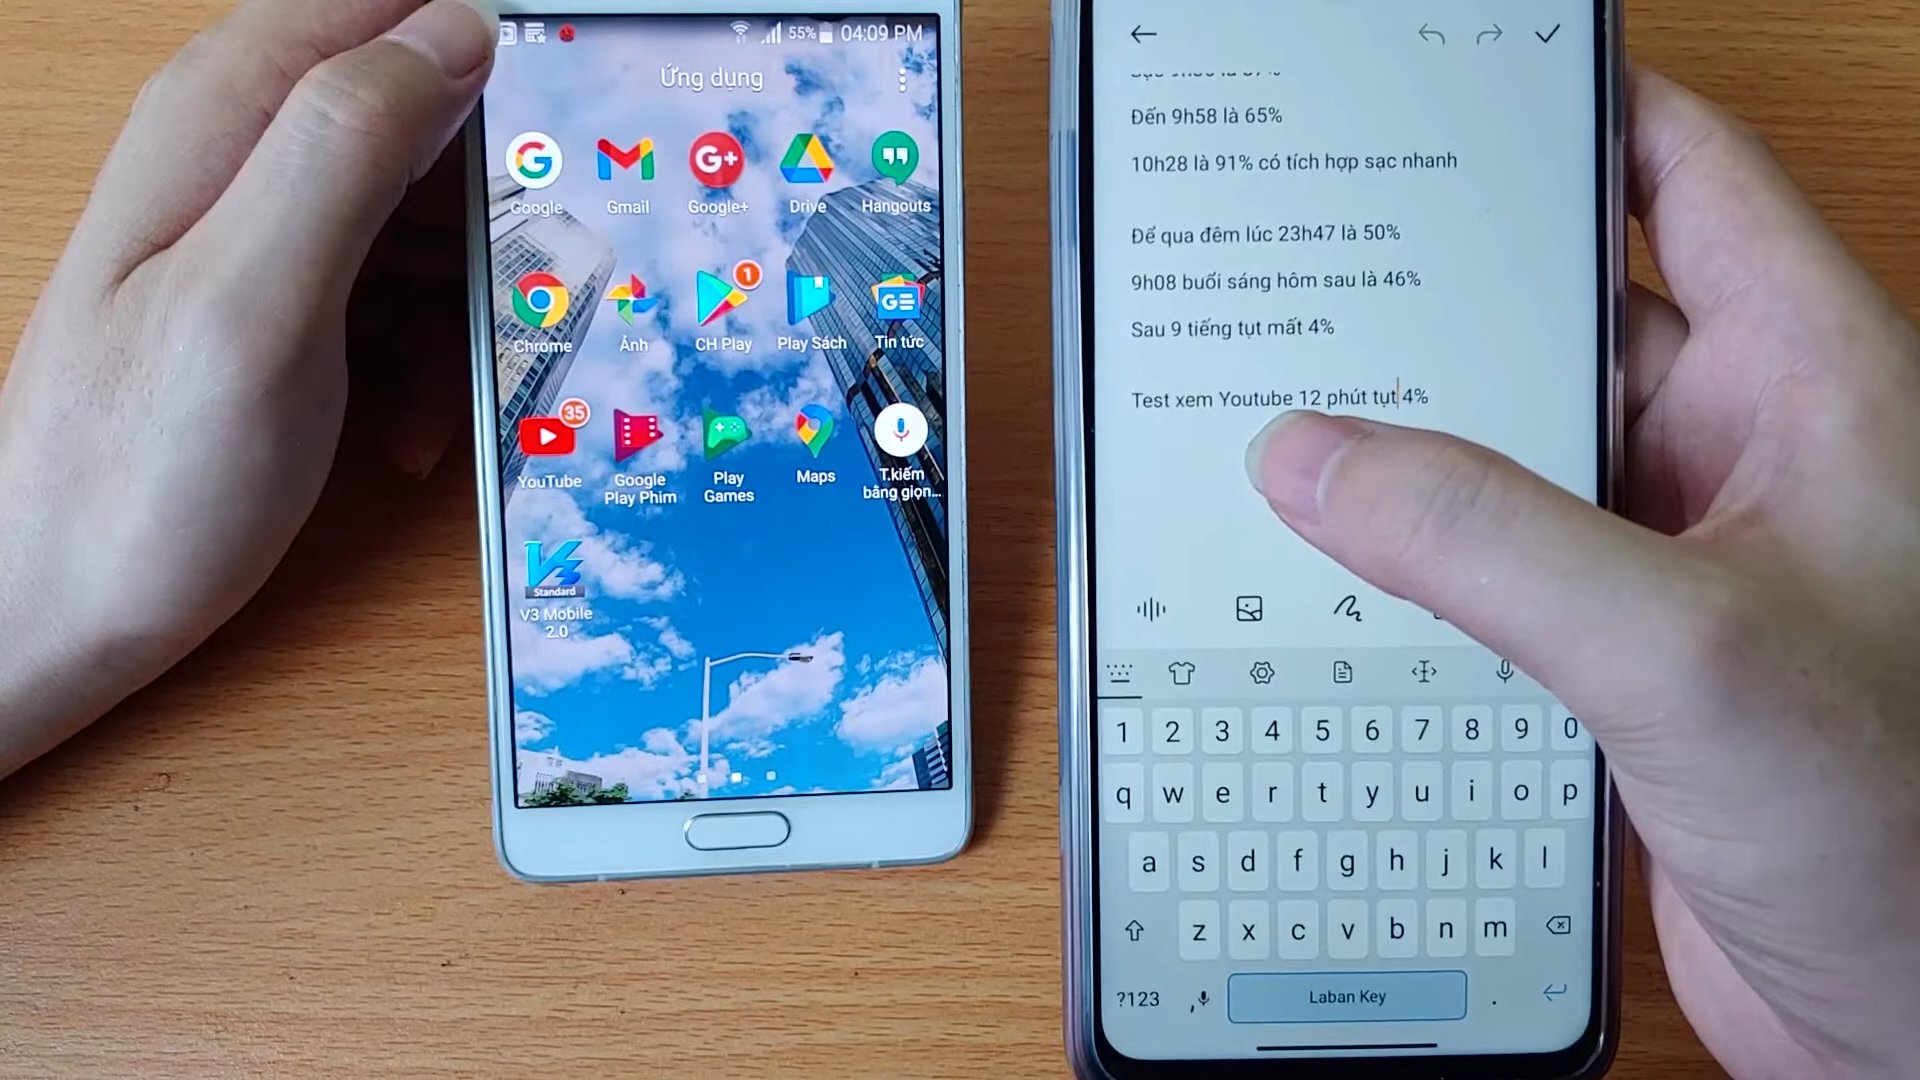 55% 04:09 PM
Ứng dụng
Google
Gmail
Google+
Drive
Hangouts
Chrome
Ảnh
1
CH Play
Play Sách
GE
Tin tức
35
YouTube
Google
Play Phim
Play
Games
Maps
T.kiếm
bằng giọn...
Standard
V3 Mobile
2.0
Đến 9h58 là 65%
10h28 là 91% có tích hợp sạc nhanh
Để qua đêm lúc 23h47 là 50%
9h08 buổi sáng hôm sau là 46%
Sau 9 tiếng tụt mất 4%
Test xem Youtube 12 phút tụt 4%
1 2 3 4 5 6 7 8 9 0
q w e r t y u i o p
a s d f g h j k l
z x c v b n m
?123 , Laban Key .